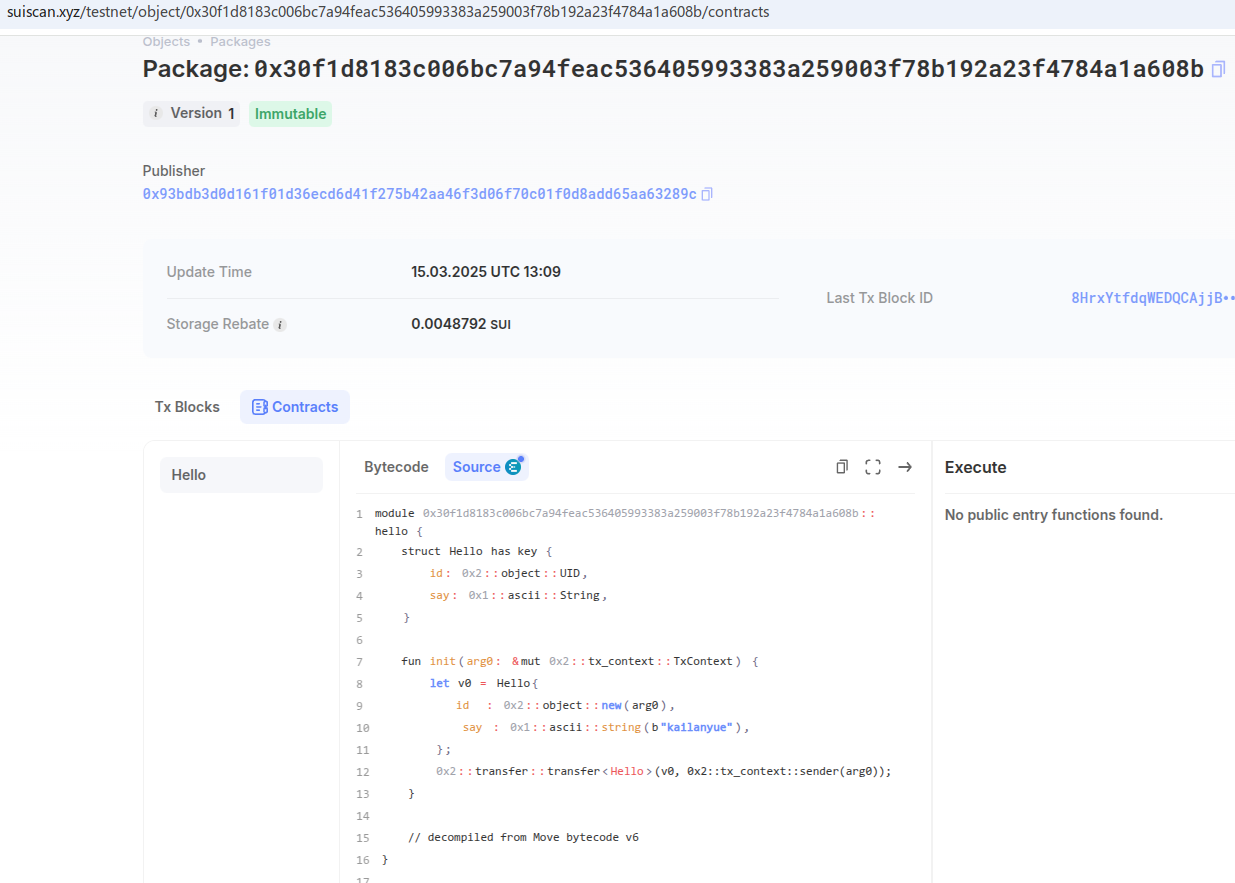 suiscan.xyz/testnet/object/0x30f1d8183c006bc7a94feac536405993383a259003f78b192a23f4784a1a608b/contracts
Objects • Packages
Package: 0x30f1d8183c006bc7a94feac536405993383a259003f78b192a23f4784a1a608b
i Version 1 Immutable
Publisher
0x93bdb3d0d161f01d36ecd6d41f275b42aa46f3d06f70c01f0d8add65aa63289c
Update Time 15.03.2025 UTC 13:09
Last Tx Block ID 8HrxYtfdqWEDQCAjjB••
Storage Rebate i 0.0048792 SUI
Tx Blocks Contracts
Hello
Bytecode Source
Execute
No public entry functions found.
1 module 0x30f1d8183c006bc7a94feac536405993383a259003f78b192a23f4784a1a608b::
hello {
2 struct Hello has key {
3 id: 0x2::object::UID,
4 say: 0x1::ascii::String,
5 }
6
7 fun init(arg0: &mut 0x2::tx_context::TxContext) {
8 let v0 = Hello{
9 id : 0x2::object::new(arg0),
10 say : 0x1::ascii::string(b"kailanyue"),
11 };
12 0x2::transfer::transfer<Hello>(v0, 0x2::tx_context::sender(arg0));
13 }
14
15 // decompiled from Move bytecode v6
16 }
17